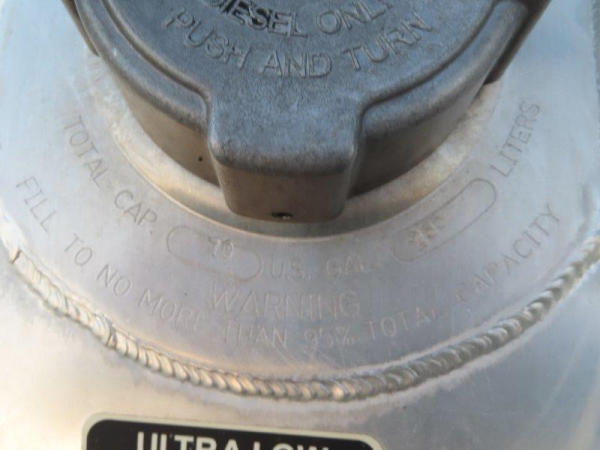 DIESEL ONLY
PUSH AND TURN
TOTAL CAP. 70 U.S. GAL. LITERS
WARNING
FILL TO NO MORE THAN 95% TOTAL CAPACITY
ULTRA LOW